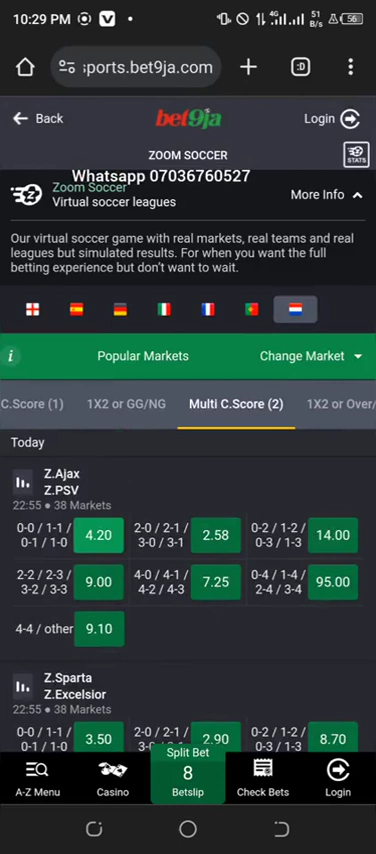 10:29 PM
4G
51 B/s
56
sports.bet9ja.com
:D
Back
bet9ja
Login
ZOOM SOCCER
STATS
Whatsapp 07036760527
Zoom Soccer
Virtual soccer leagues
More Info
Our virtual soccer game with real markets, real teams and real
leagues but simulated results. For when you want the full
betting experience but don't want to wait.
i
Popular Markets
Change Market
C.Score (1)
1X2 or GG/NG
Multi C.Score (2)
1X2 or Over/
Today
Z.Ajax
Z.PSV
22:55 ● 38 Markets
0-0 / 1-1 /
0-1 / 1-0
4.20
2-0 / 2-1 /
3-0 / 3-1
2.58
0-2 / 1-2 /
0-3 / 1-3
14.00
2-2 / 2-3 /
3-2 / 3-3
9.00
4-0 / 4-1 /
4-2 / 4-3
7.25
0-4 / 1-4 /
2-4 / 3-4
95.00
4-4 / other
9.10
Z.Sparta
Z.Excelsior
22:55 ● 38 Markets
0-0 / 1-1 /
0-1 / 1-0
3.50
2-0 / 2-1 /
2.90
0-2 / 1-2 /
0-3 / 1-3
8.70
Split Bet
8
Betslip
A-Z Menu
Casino
Check Bets
Login